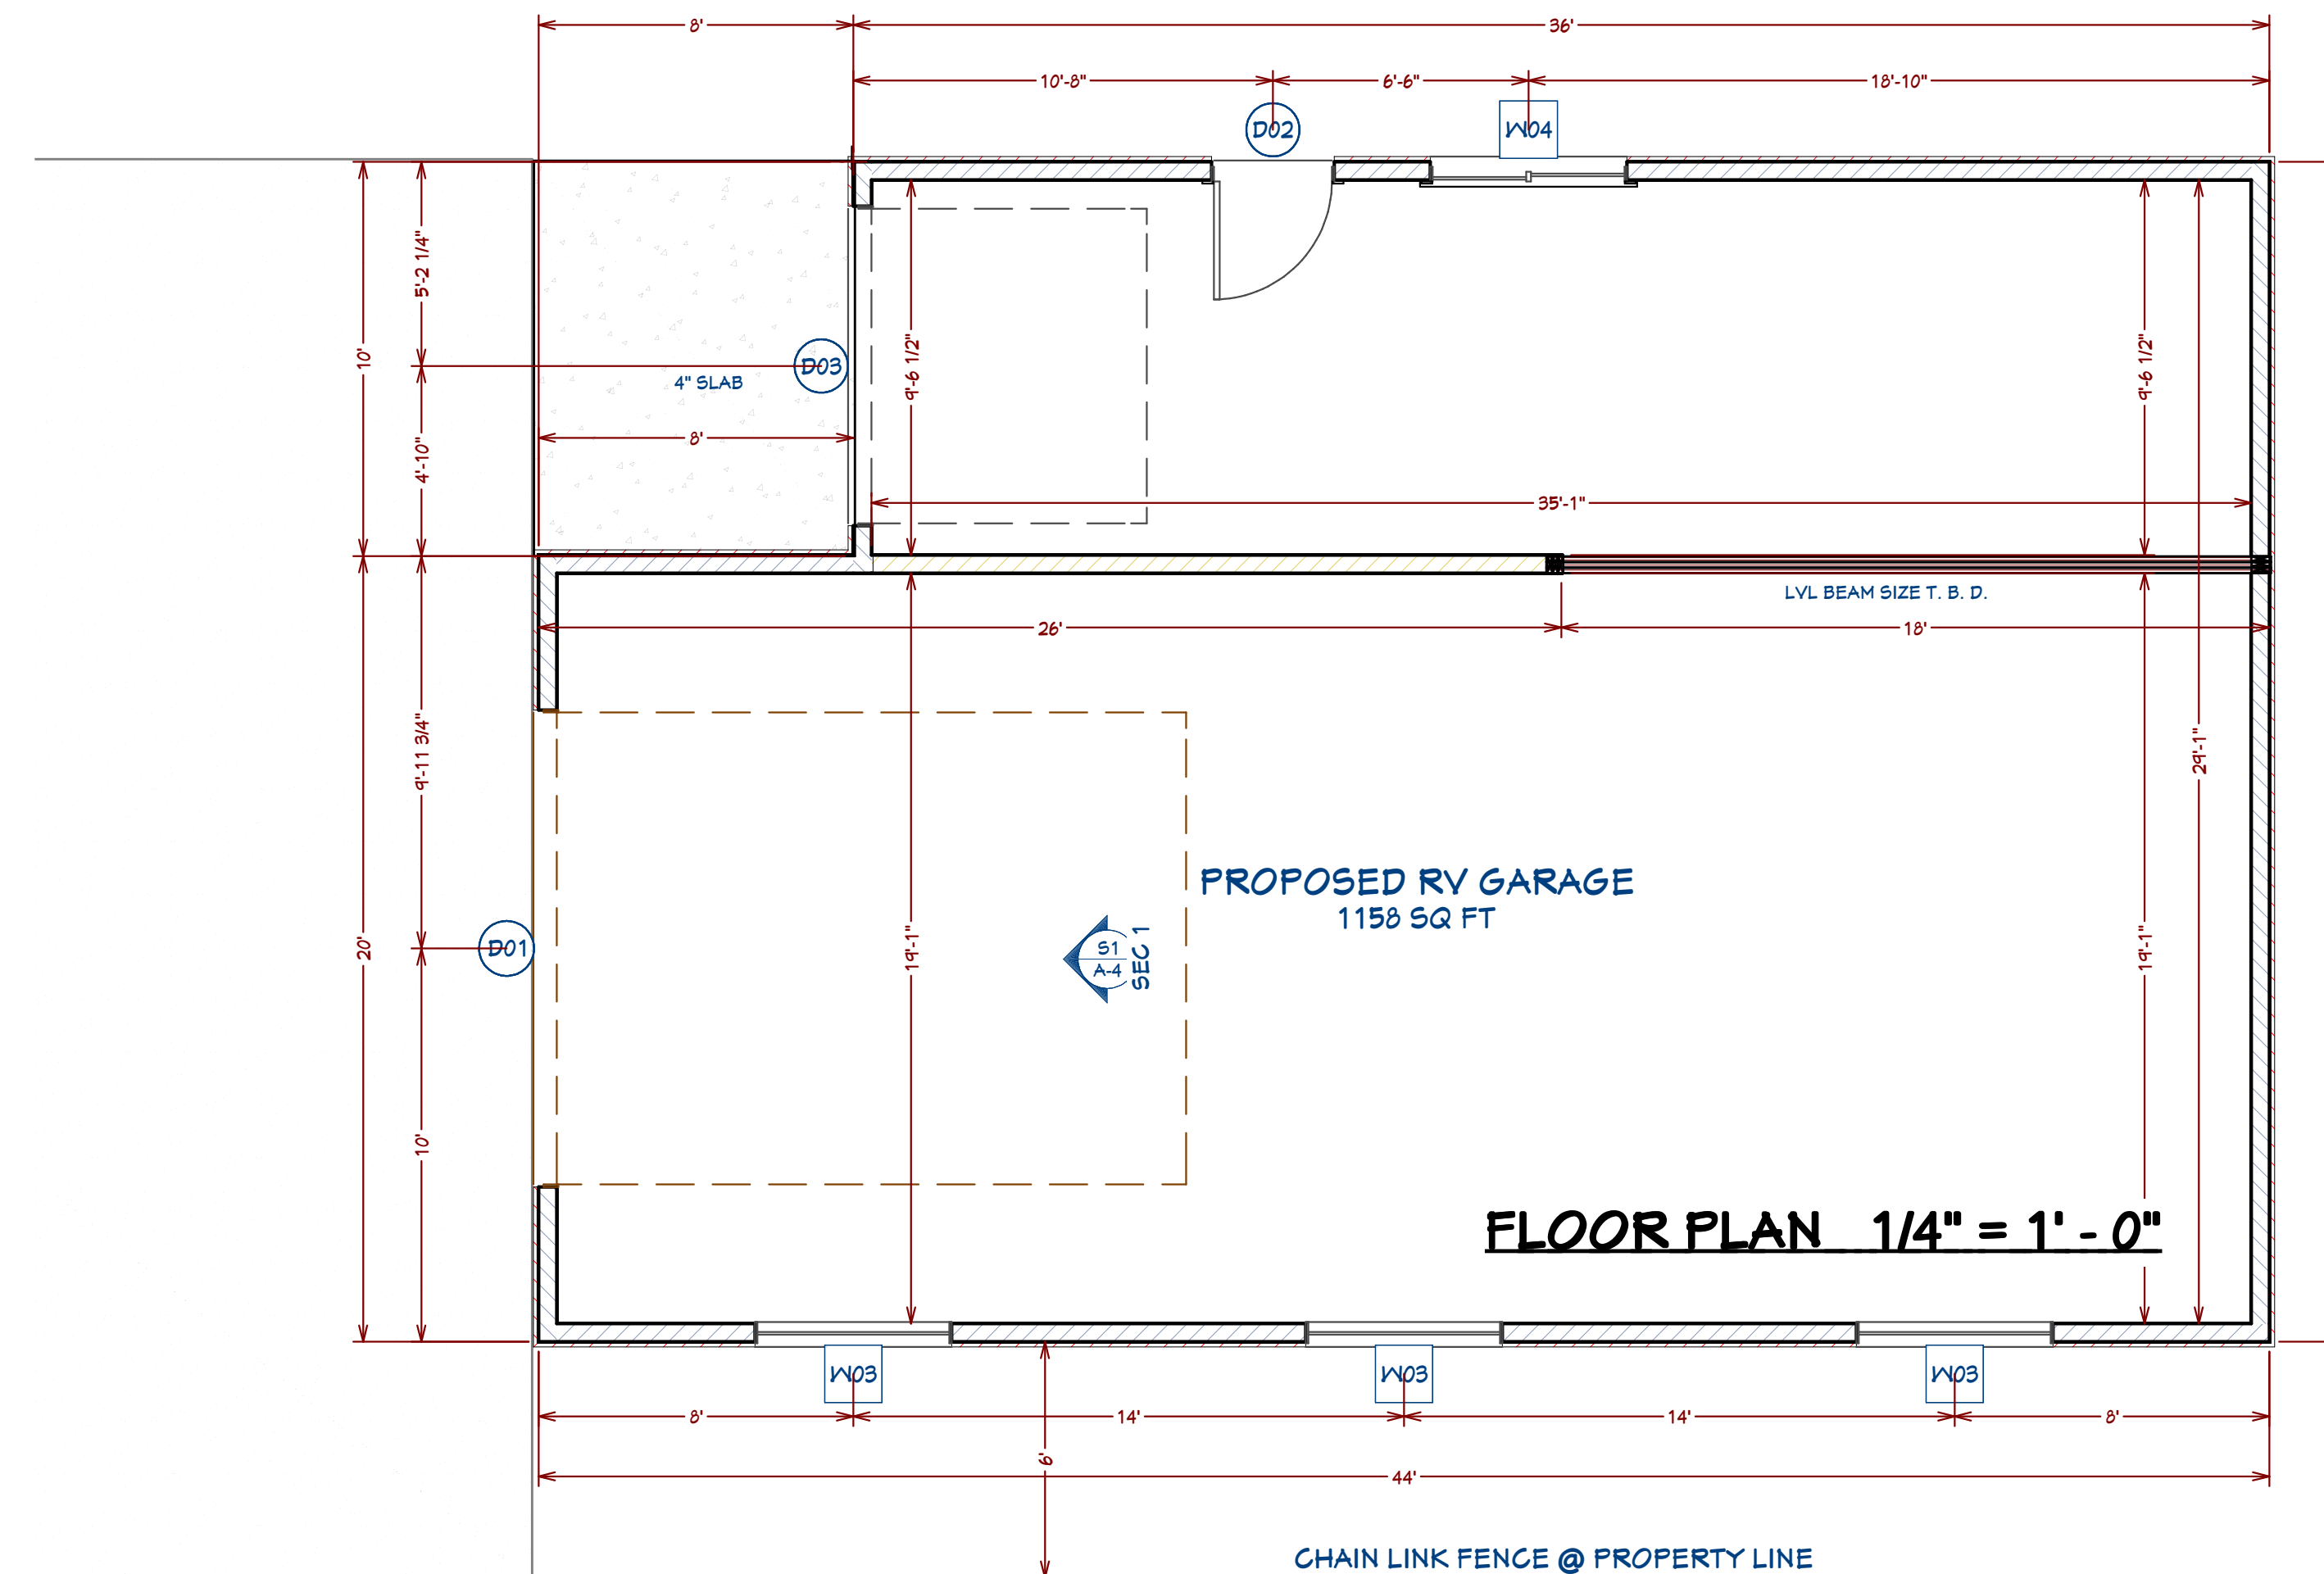 8' 36'
10'-8" 6'-6" 18'-10"
D02 W04
5'-2 1/4"
10'
9'-6 1/2" 9'-6 1/2"
D03
4" SLAB
8'
4'-10"
35'-1"
LVL BEAM SIZE T. B. D.
26' 18'
9'-11 3/4"
29'-1"
PROPOSED RV GARAGE
1158 SQ FT
D01
20'
19'-1" 19'-1"
S1
A-4
SEC 1
10'
FLOOR PLAN 1/4" = 1' - 0"
W03 W03 W03
8' 14' 14' 8'
6'
44'
CHAIN LINK FENCE @ PROPERTY LINE